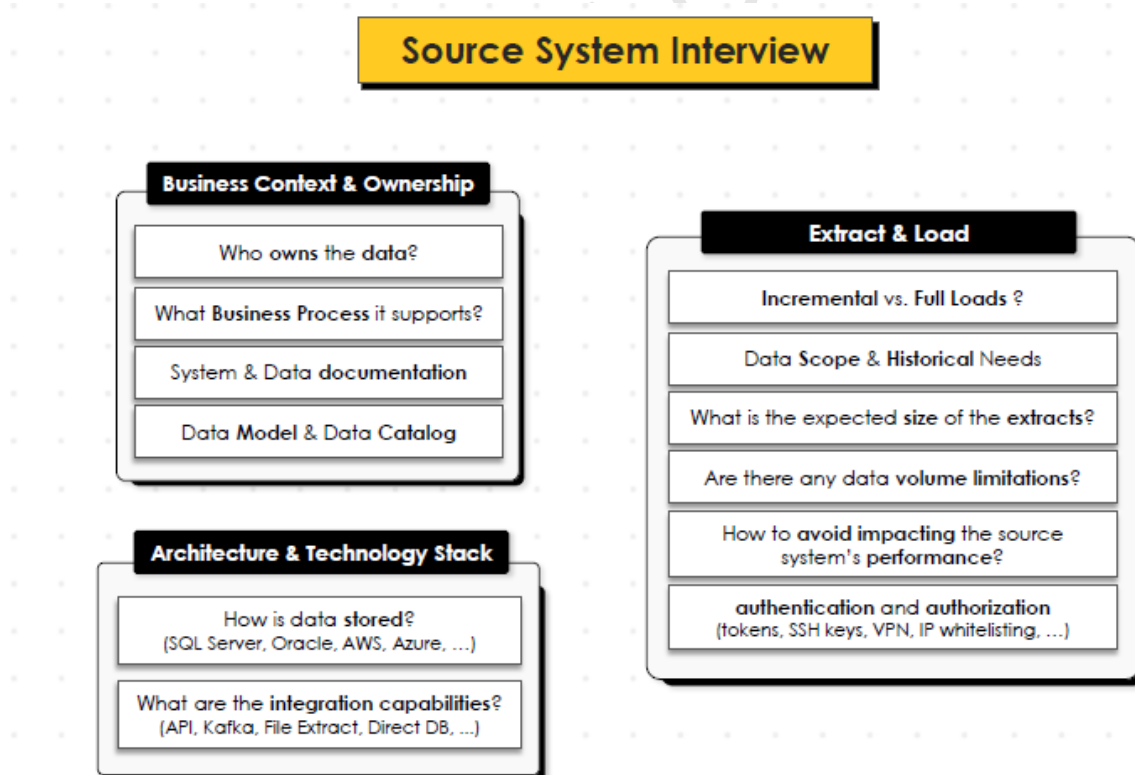 Source System Interview
Business Context & Ownership
Who owns the data?
What Business Process it supports?
System & Data documentation
Data Model & Data Catalog
Architecture & Technology Stack
How is data stored?
(SQL Server, Oracle, AWS, Azure, ...)
What are the integration capabilities?
(API, Kafka, File Extract, Direct DB, ...)
Extract & Load
Incremental vs. Full Loads ?
Data Scope & Historical Needs
What is the expected size of the extracts?
Are there any data volume limitations?
How to avoid impacting the source
system's performance?
authentication and authorization
(tokens, SSH keys, VPN, IP whitelisting, ...)